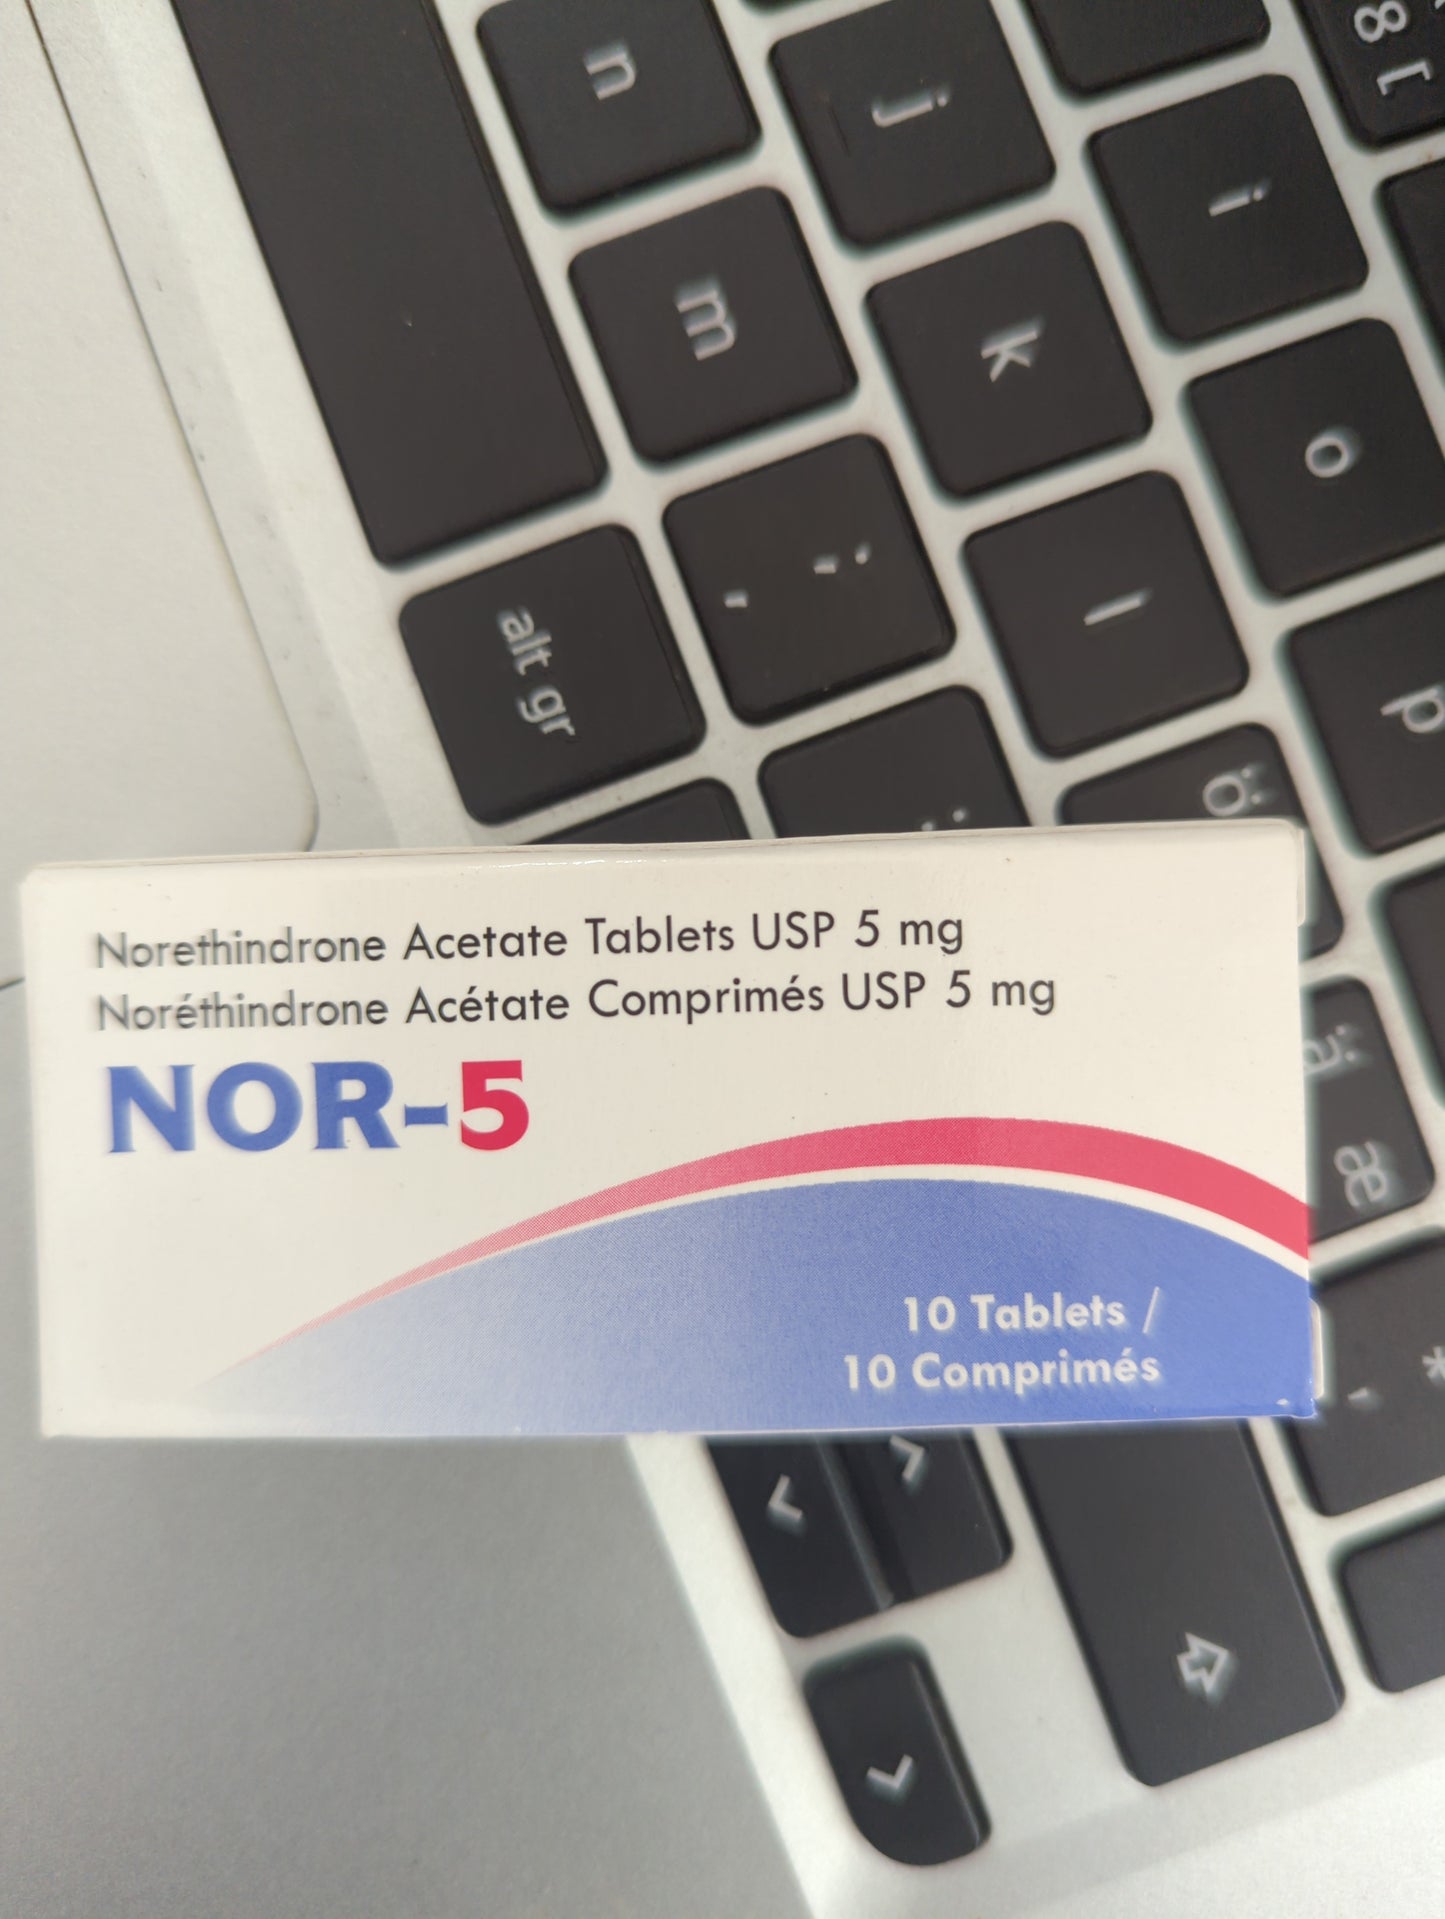 n
j
8
[
i
m
k
o
, ;
l
alt gr
p
ö
Norethindrone Acetate Tablets USP 5 mg
Noréthindrone Acétate Comprimés USP 5 mg
NOR-5
ä
æ
10 Tablets /
10 Comprimés
' *